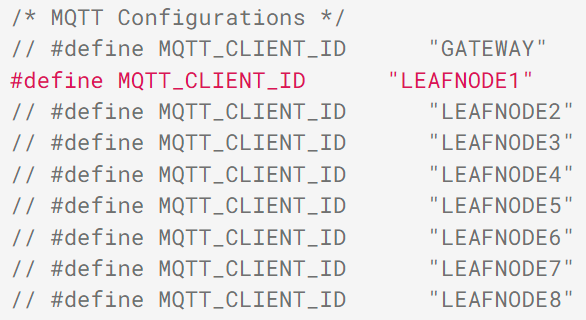 /* MQTT Configurations */
// #define MQTT_CLIENT_ID "GATEWAY"
#define MQTT_CLIENT_ID "LEAFNODE1"
// #define MQTT_CLIENT_ID "LEAFNODE2"
// #define MQTT_CLIENT_ID "LEAFNODE3"
// #define MQTT_CLIENT_ID "LEAFNODE4"
// #define MQTT_CLIENT_ID "LEAFNODE5"
// #define MQTT_CLIENT_ID "LEAFNODE6"
// #define MQTT_CLIENT_ID "LEAFNODE7"
// #define MQTT_CLIENT_ID "LEAFNODE8"